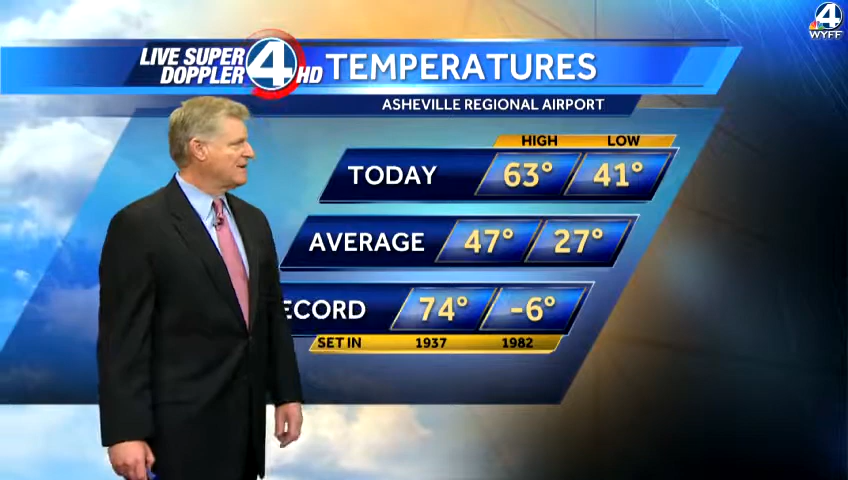 4
WYFF
LIVE SUPER
DOPPLER 4 HD
TEMPERATURES
ASHEVILLE REGIONAL AIRPORT
HIGH LOW
TODAY 63° 41°
AVERAGE 47° 27°
ECORD 74° -6°
SET IN 1937 1982